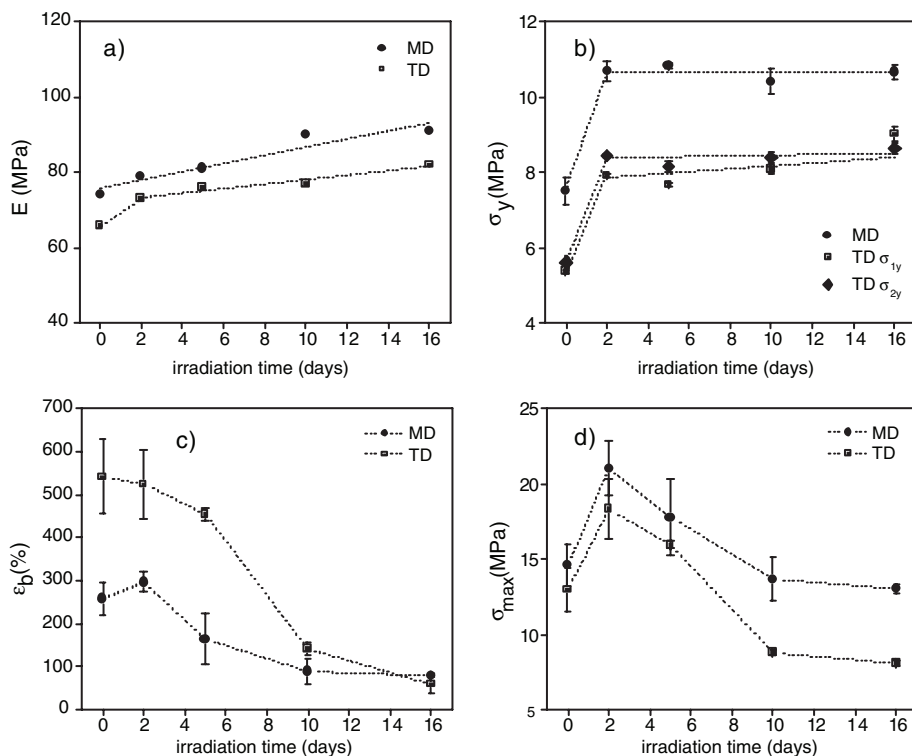 a)
MD
TD
E (MPa)
120
100
80
60
40
0 2 4 6 8 10 12 14 16
irradiation time (days)
b)
σy(MPa)
12
10
8
6
4
MD
TD σ1y
TD σ2y
0 2 4 6 8 10 12 14 16
irradiation time (days)
c)
MD
TD
εb(%)
700
600
500
400
300
200
100
0
0 2 4 6 8 10 12 14 16
irradiation time (days)
d)
MD
TD
σmax(MPa)
25
20
15
10
5
0 2 4 6 8 10 12 14 16
irradiation time (days)